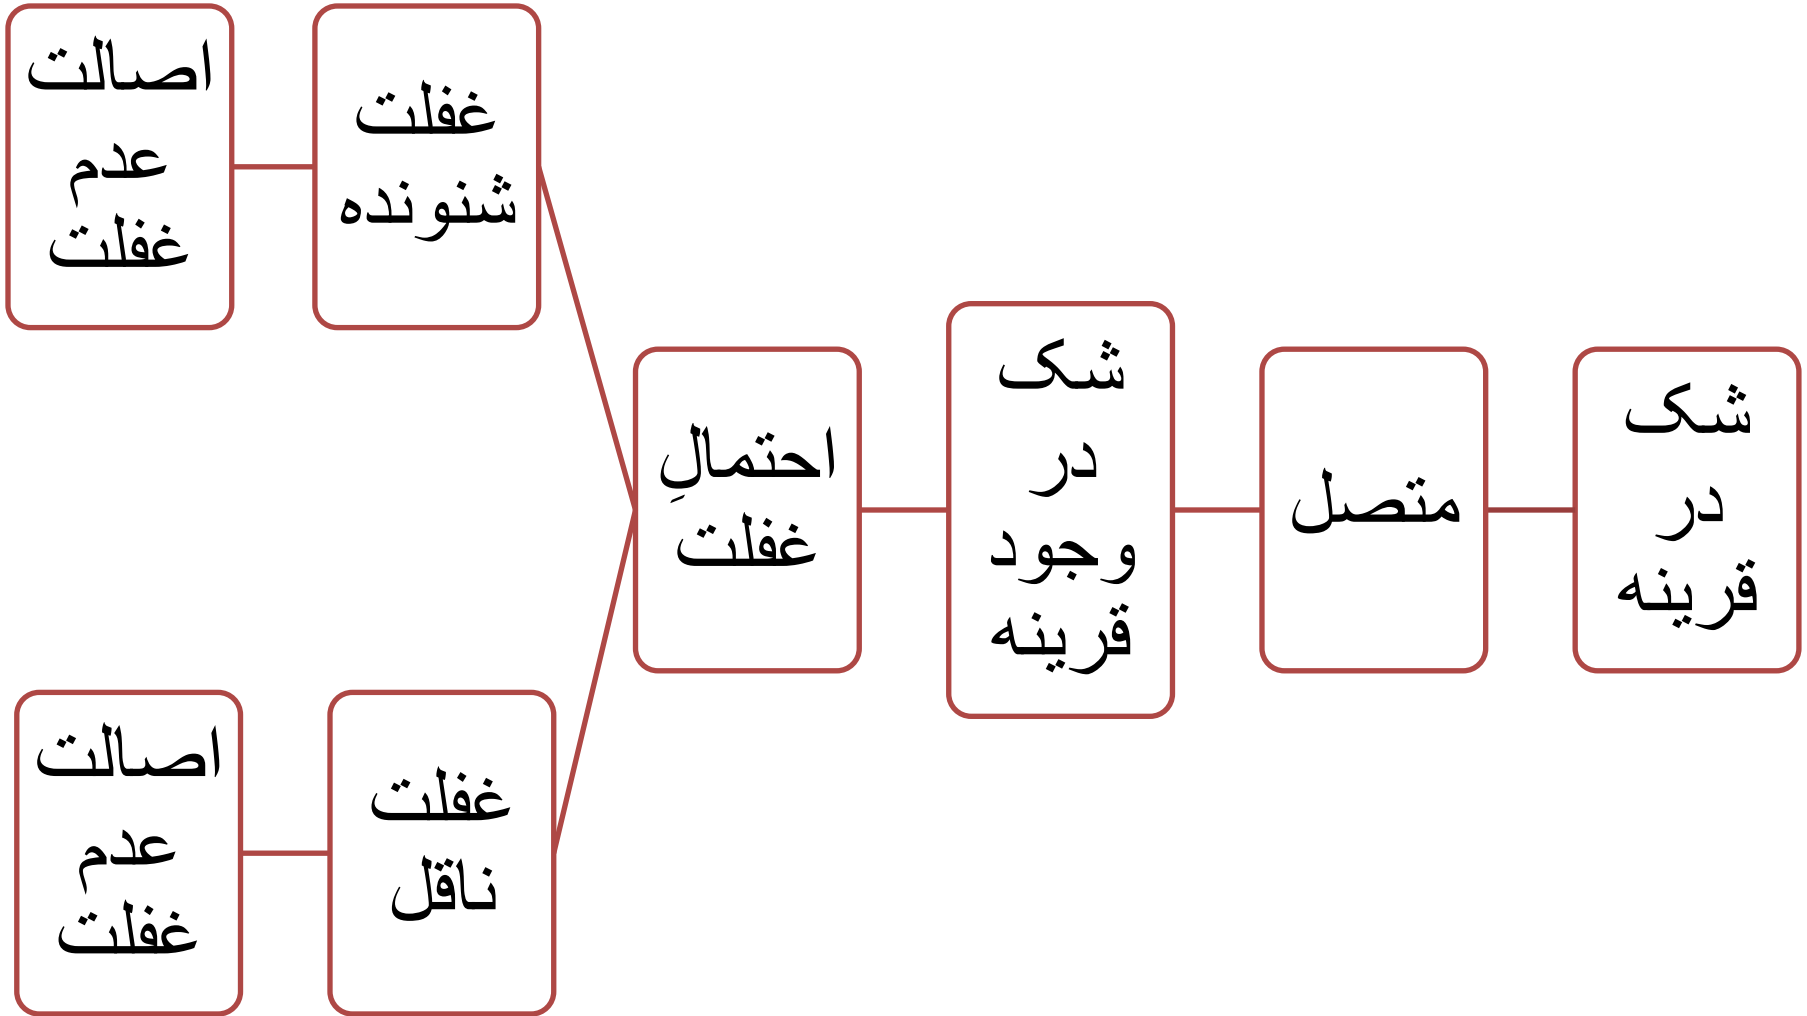 شک
در
قرینه
متصل
شک
در
وجود
قرینه
احتمالِ
غفلت
غفلت
شنونده
اصالت
عدم
غفلت
غفلت
ناقل
اصالت
عدم
غفلت